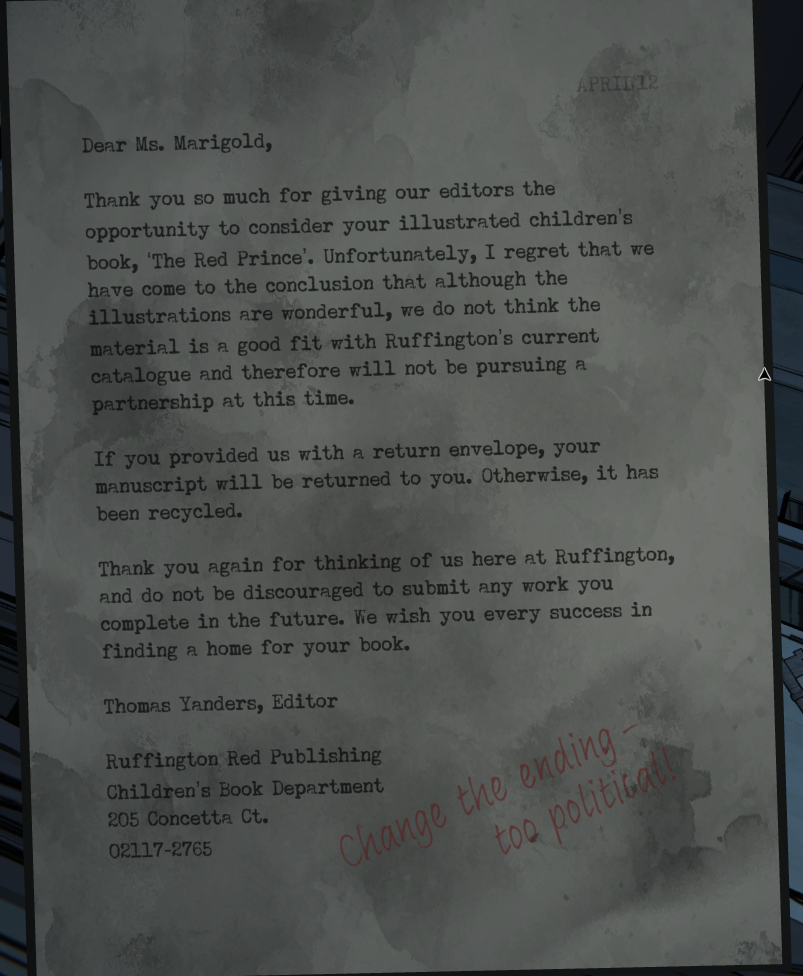 APRIL 12
Dear Ms. Marigold,
Thank you so much for giving our editors the
opportunity to consider your illustrated children's
book, 'The Red Prince'. Unfortunately, I regret that we
have come to the conclusion that although the
illustrations are wonderful, we do not think the
material is a good fit with Ruffington's current
catalogue and therefore will not be pursuing a
partnership at this time.
If you provided us with a return envelope, your
manuscript will be returned to you. Otherwise, it has
been recycled.
Thank you again for thinking of us here at Ruffington,
and do not be discouraged to submit any work you
complete in the future. We wish you every success in
finding a home for your book.
Thomas Yanders, Editor
Ruffington Red Publishing
Children's Book Department
205 Concetta Ct.
02117-2765
Change the ending -
too political!